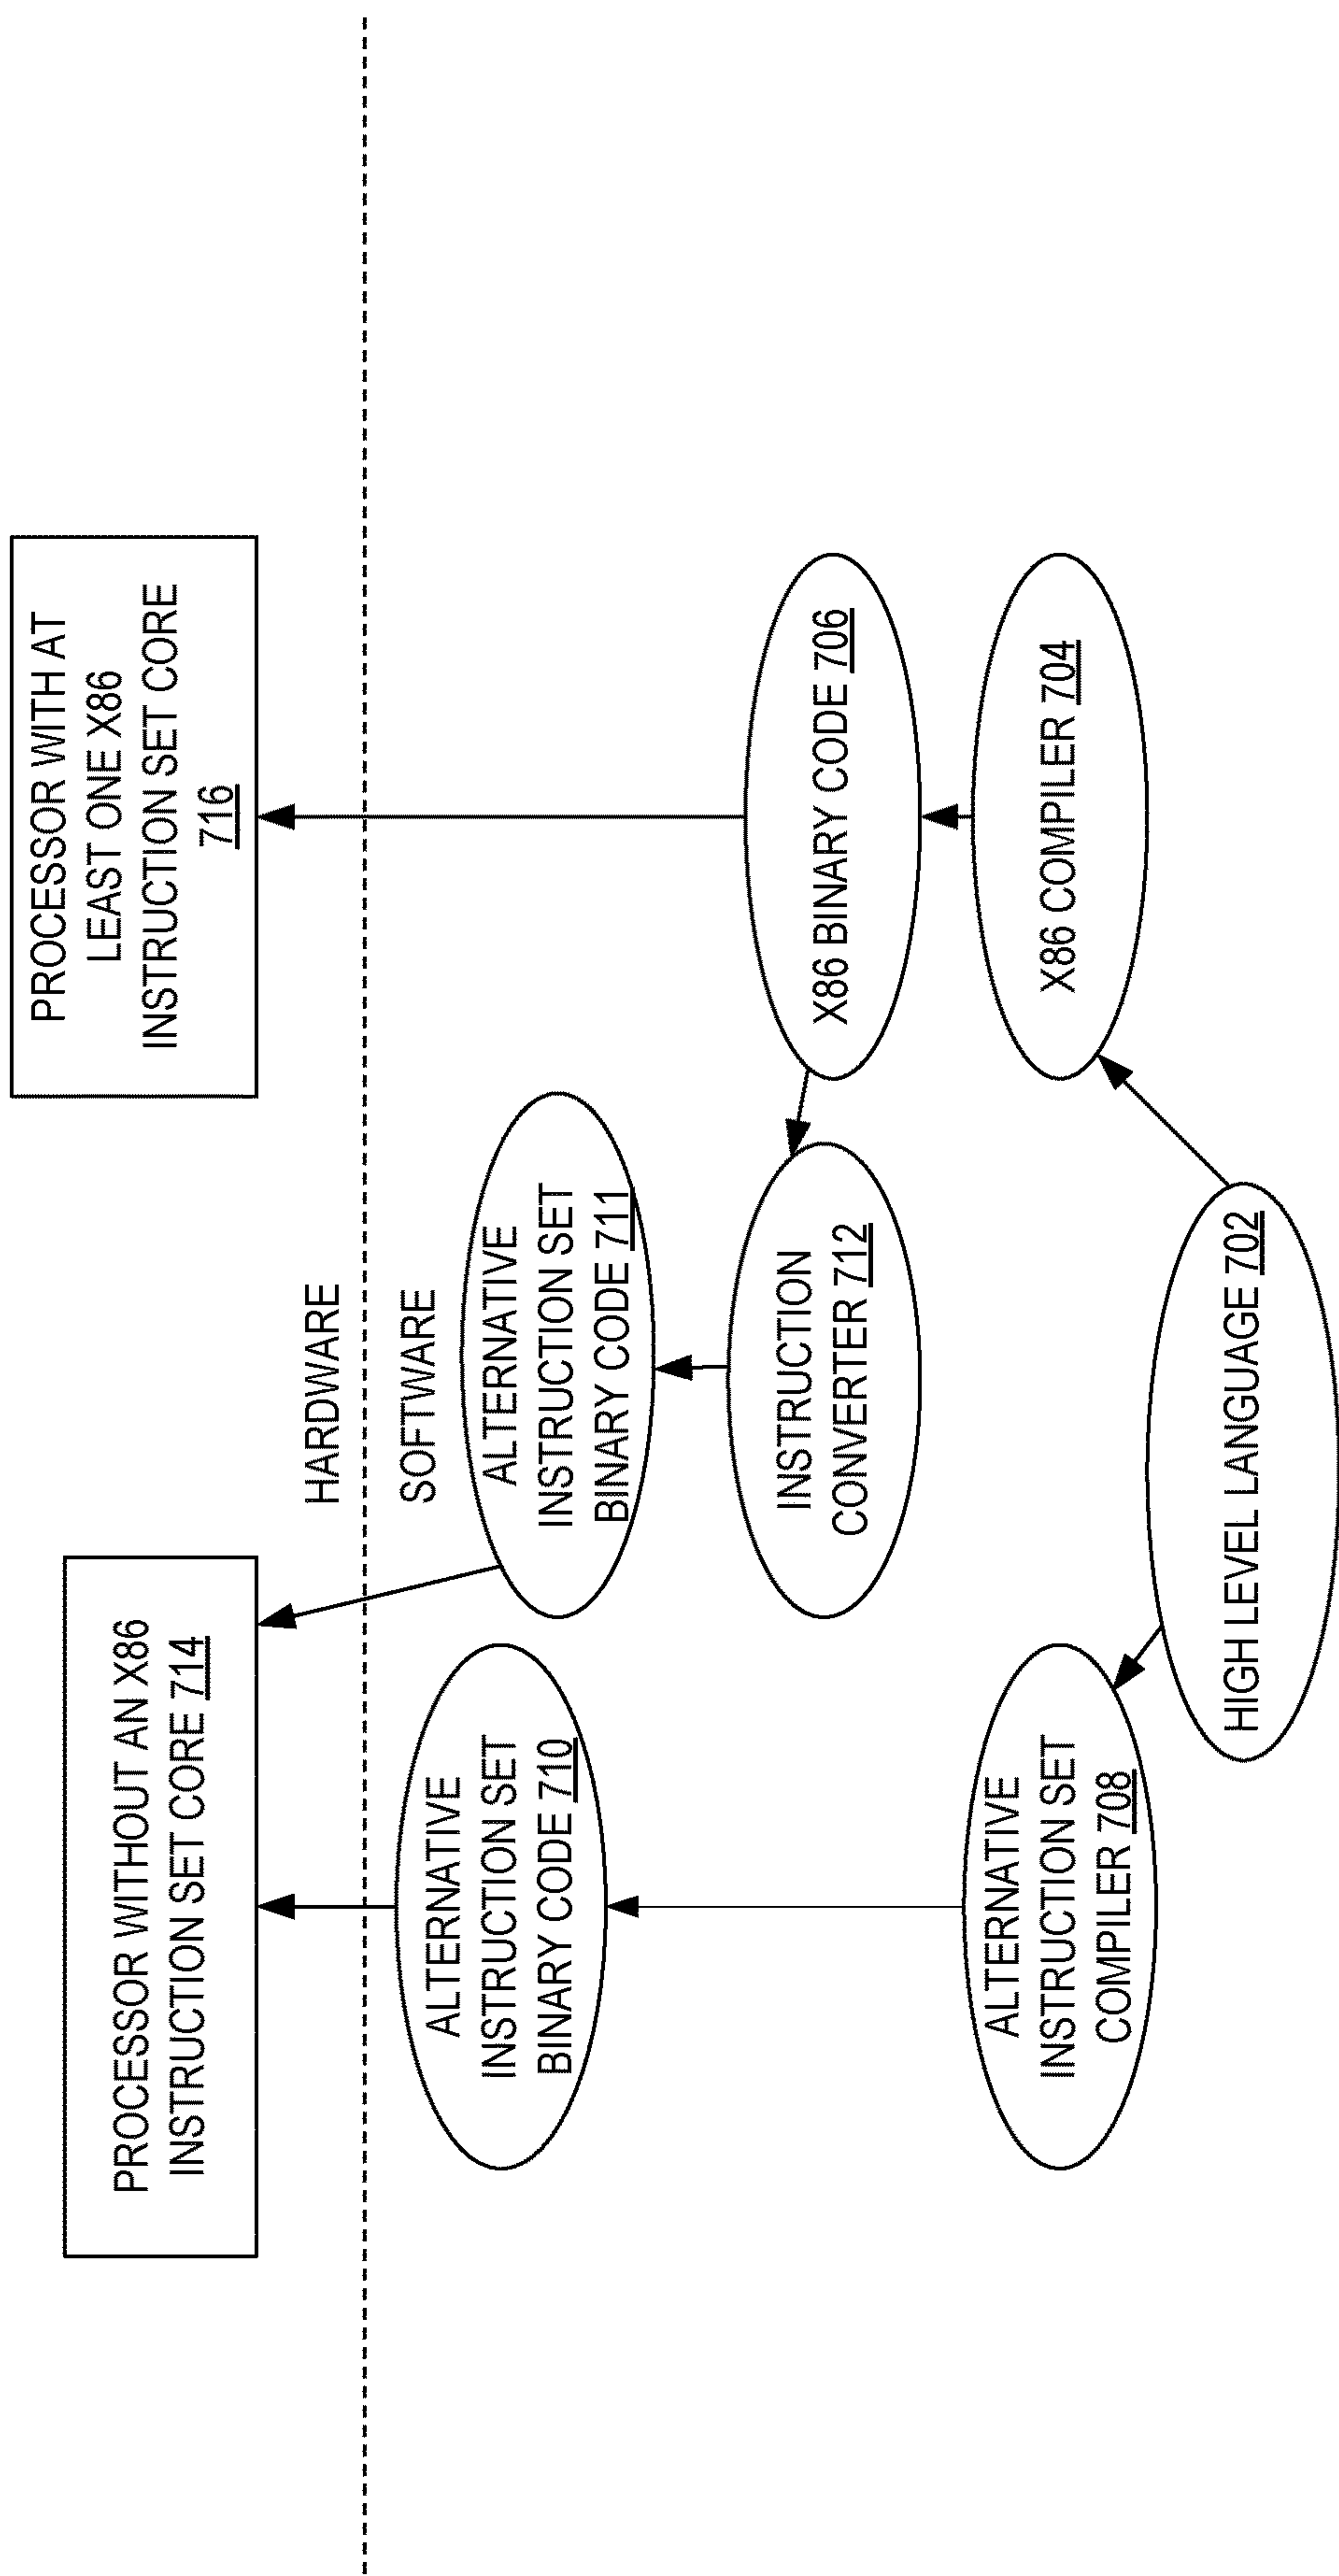 PROCESSOR WITHOUT AN X86
INSTRUCTION SET CORE 714
PROCESSOR WITH AT
LEAST ONE X86
INSTRUCTION SET CORE
716
HARDWARE
SOFTWARE
ALTERNATIVE
INSTRUCTION SET
BINARY CODE 710
ALTERNATIVE
INSTRUCTION SET
BINARY CODE 711
INSTRUCTION
CONVERTER 712
X86 BINARY CODE 706
ALTERNATIVE
INSTRUCTION SET
COMPILER 708
X86 COMPILER 704
HIGH LEVEL LANGUAGE 702